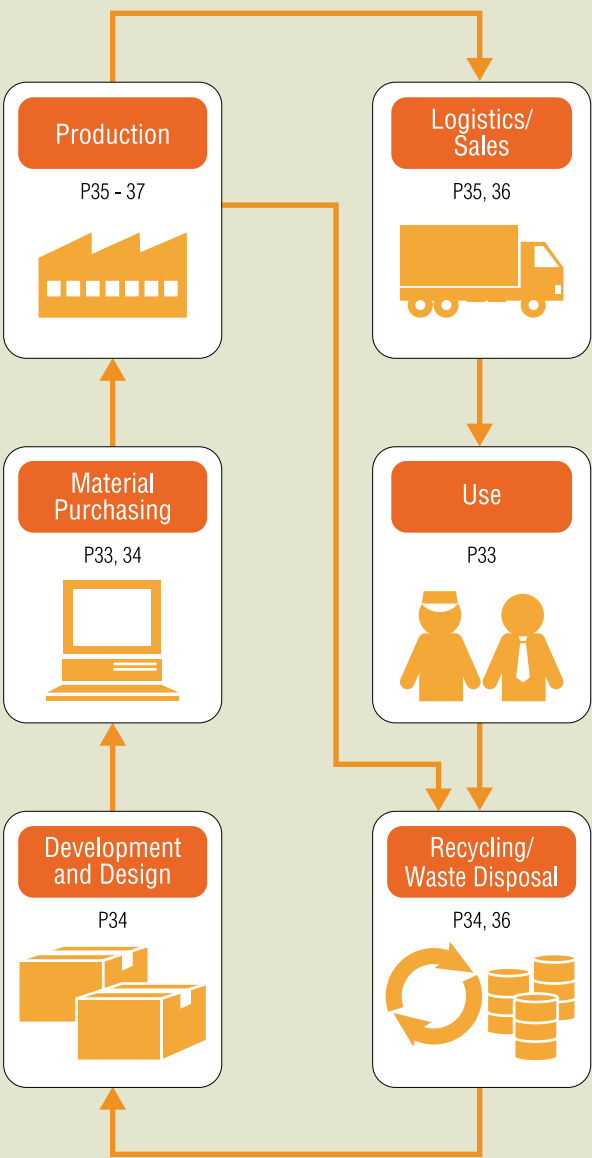 Production
P35 - 37
Logistics/
Sales
P35, 36
Material
Purchasing
P33, 34
Use
P33
Development
and Design
P34
Recycling/
Waste Disposal
P34, 36